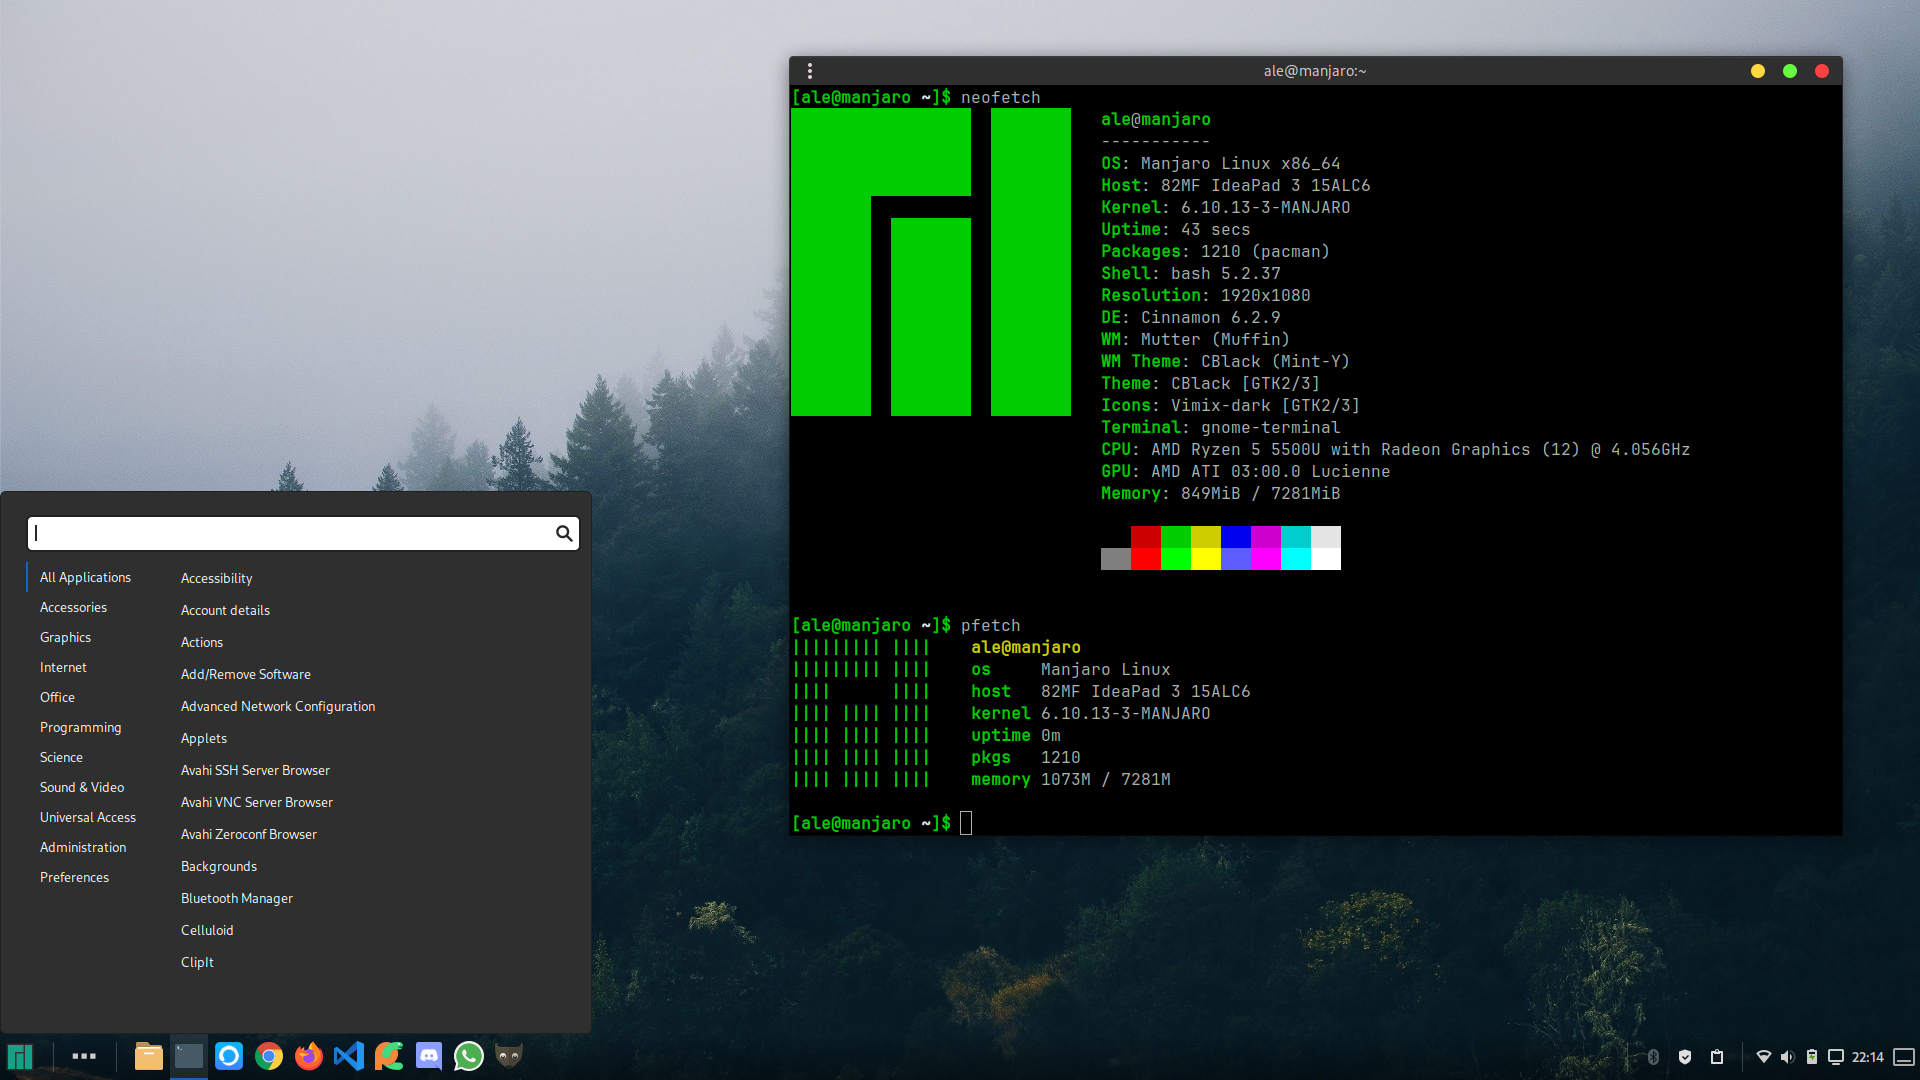 ale@manjaro:~
[ale@manjaro ~]$ neofetch
ale@manjaro
-----------
OS: Manjaro Linux x86_64
Host: 82MF IdeaPad 3 15ALC6
Kernel: 6.10.13-3-MANJARO
Uptime: 43 secs
Packages: 1210 (pacman)
Shell: bash 5.2.37
Resolution: 1920x1080
DE: Cinnamon 6.2.9
WM: Mutter (Muffin)
WM Theme: CBlack (Mint-Y)
Theme: CBlack [GTK2/3]
Icons: Vimix-dark [GTK2/3]
Terminal: gnome-terminal
CPU: AMD Ryzen 5 5500U with Radeon Graphics (12) @ 4.056GHz
GPU: AMD ATI 03:00.0 Lucienne
Memory: 849MiB / 7281MiB
[ale@manjaro ~]$ pfetch
||||||||| |||| ale@manjaro
||||||||| |||| os Manjaro Linux
||||      |||| host 82MF IdeaPad 3 15ALC6
|||| |||| |||| kernel 6.10.13-3-MANJARO
|||| |||| |||| uptime 0m
|||| |||| |||| pkgs 1210
|||| |||| |||| memory 1073M / 7281M
[ale@manjaro ~]$
All Applications
Accessories
Graphics
Internet
Office
Programming
Science
Sound & Video
Universal Access
Administration
Preferences
Accessibility
Account details
Actions
Add/Remove Software
Advanced Network Configuration
Applets
Avahi SSH Server Browser
Avahi VNC Server Browser
Avahi Zeroconf Browser
Backgrounds
Bluetooth Manager
Celluloid
ClipIt
22:14